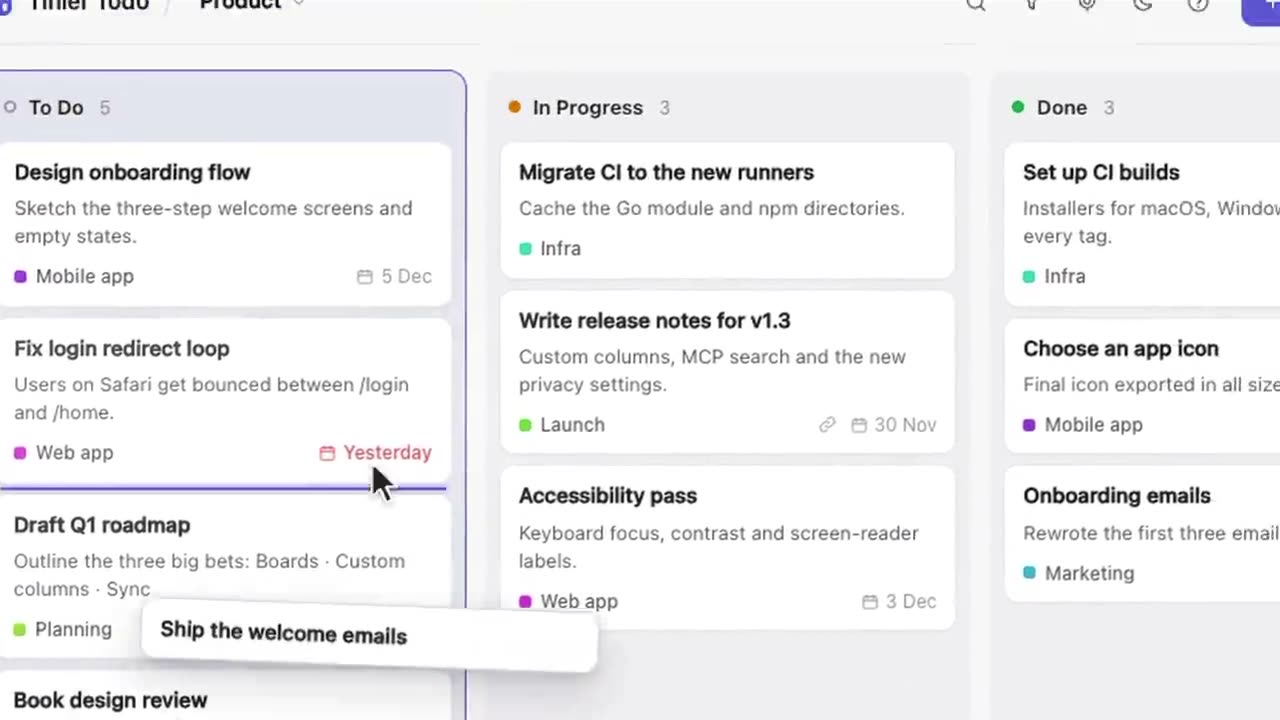 Tinier Todo / Product
To Do 5
Design onboarding flow
Sketch the three-step welcome screens and
empty states.
Mobile app 5 Dec
Fix login redirect loop
Users on Safari get bounced between /login
and /home.
Web app Yesterday
Draft Q1 roadmap
Outline the three big bets: Boards · Custom
columns · Sync
Planning
Ship the welcome emails
Book design review
In Progress 3
Migrate CI to the new runners
Cache the Go module and npm directories.
Infra
Write release notes for v1.3
Custom columns, MCP search and the new
privacy settings.
Launch 30 Nov
Accessibility pass
Keyboard focus, contrast and screen-reader
labels.
Web app 3 Dec
Done 3
Set up CI builds
Installers for macOS, Window
every tag.
Infra
Choose an app icon
Final icon exported in all size
Mobile app
Onboarding emails
Rewrote the first three email
Marketing